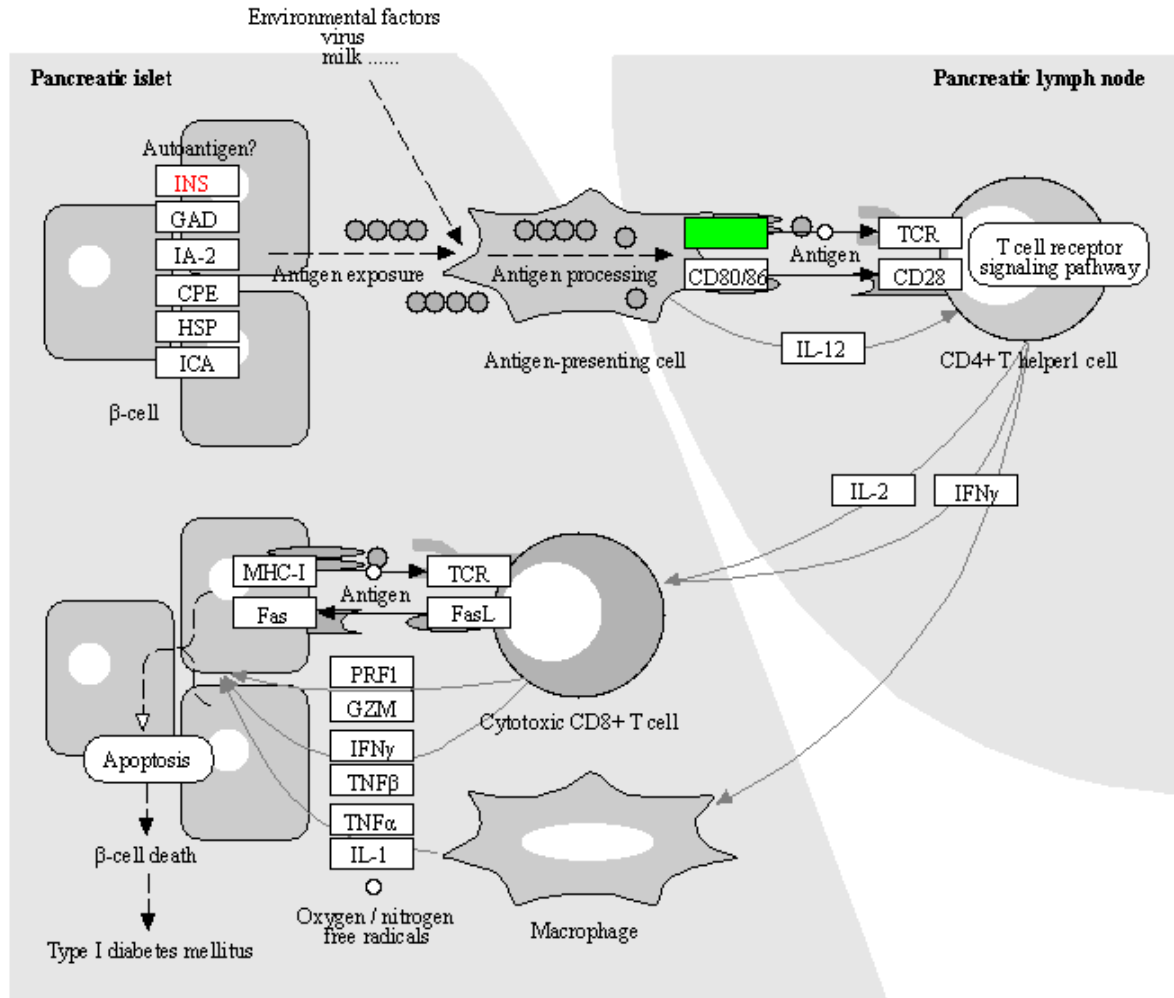 Environmental factors
virus
milk ......
Pancreatic islet
Pancreatic lymph node
Autoantigen?
INS
GAD
IA-2
CPE
HSP
ICA
β-cell
Antigen exposure
Antigen processing
CD80/86
Antigen
TCR
CD28
T cell receptor
signaling pathway
IL-12
Antigen-presenting cell
CD4+ T helper1 cell
IL-2
IFNγ
MHC-I
Antigen
TCR
Fas
FasL
PRF1
GZM
IFNγ
TNFβ
TNFα
IL-1
Cytotoxic CD8+ T cell
Apoptosis
β-cell death
Type I diabetes mellitus
Oxygen / nitrogen
free radicals
Macrophage